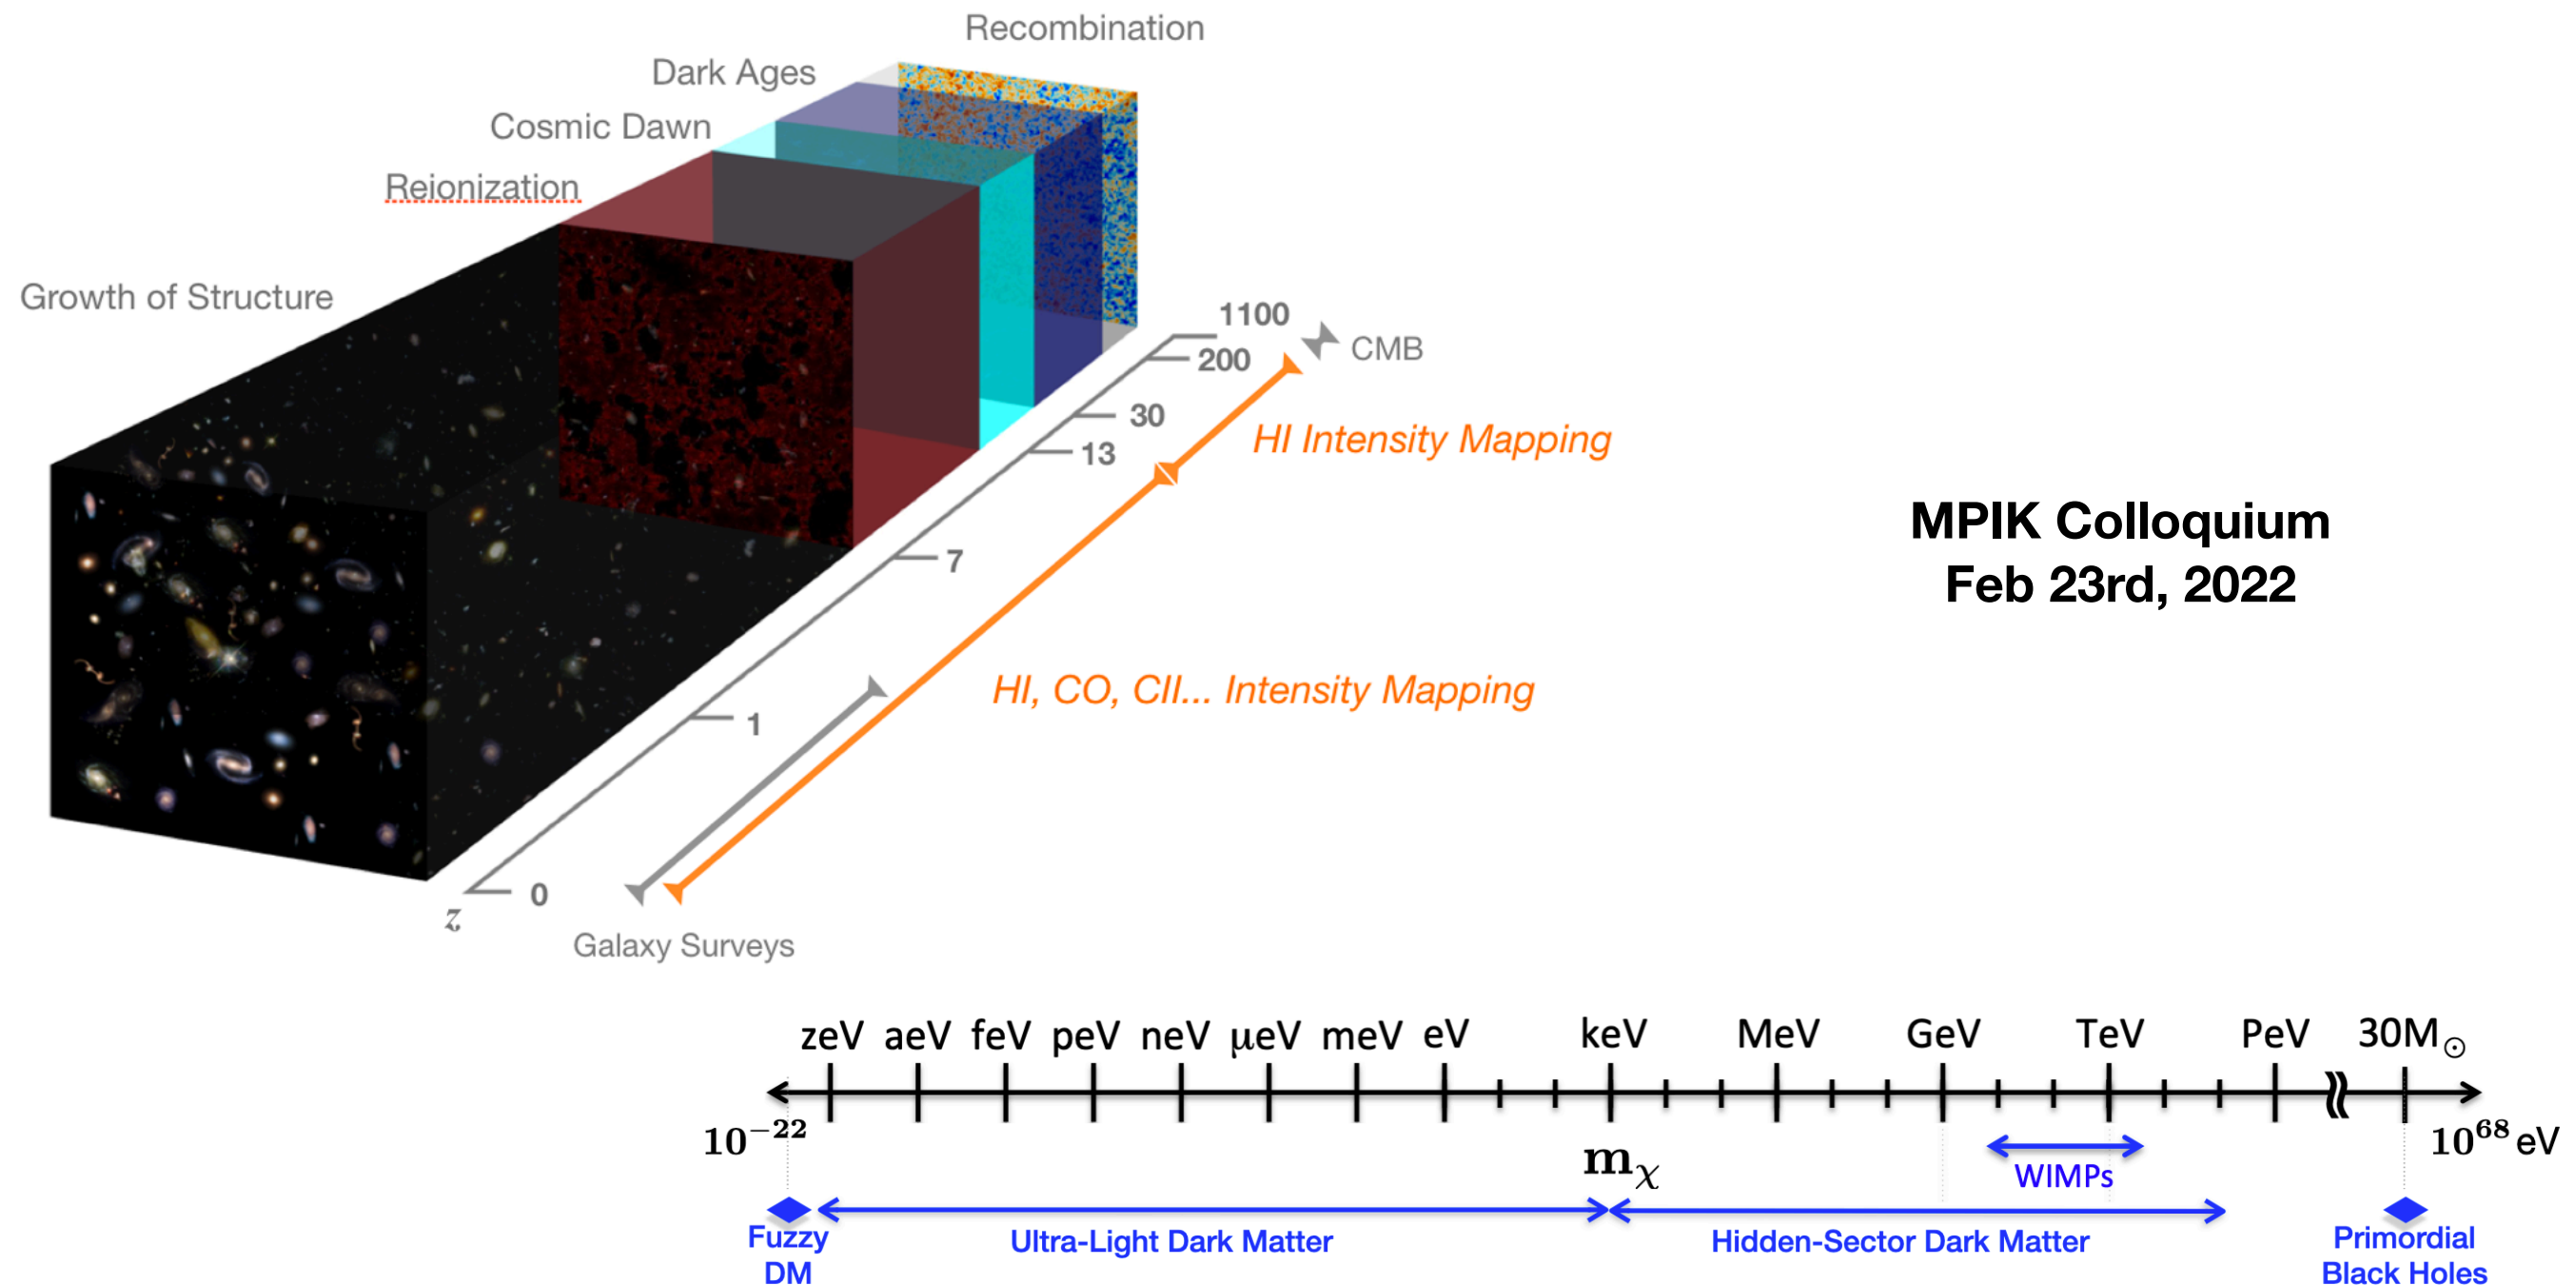 Recombination
Dark Ages
Cosmic Dawn
Reionization
Growth of Structure
1100
CMB
200
30
HI Intensity Mapping
13
7
MPIK Colloquium
Feb 23rd, 2022
HI, CO, CII... Intensity Mapping
1
0
z
Galaxy Surveys
zeV aeV feV peV neV μeV meV eV keV MeV GeV TeV PeV 30M☉
10⁻²² 10⁶⁸ eV
mχ
WIMPs
Fuzzy
DM
Ultra-Light Dark Matter
Hidden-Sector Dark Matter
Primordial
Black Holes